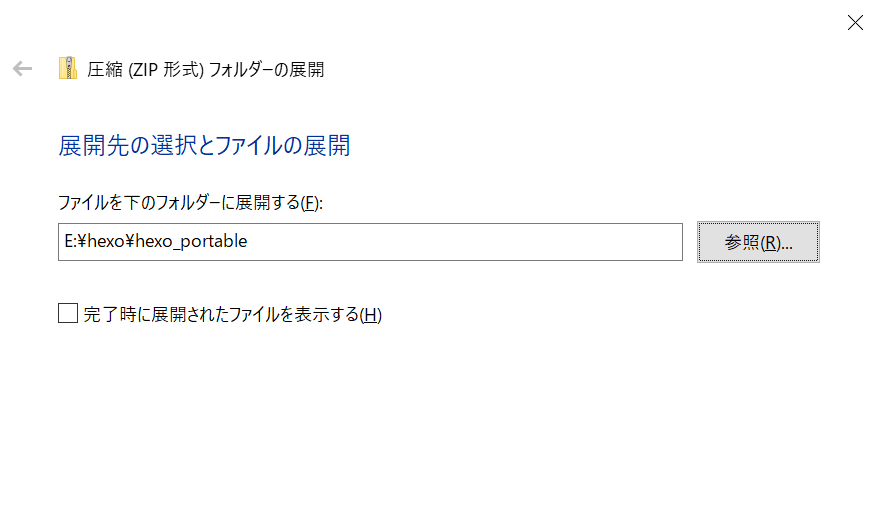 圧縮 (ZIP 形式) フォルダーの展開
展開先の選択とファイルの展開
ファイルを下のフォルダーに展開する(F):
E:¥hexo¥hexo_portable
参照(R)...
完了時に展開されたファイルを表示する(H)